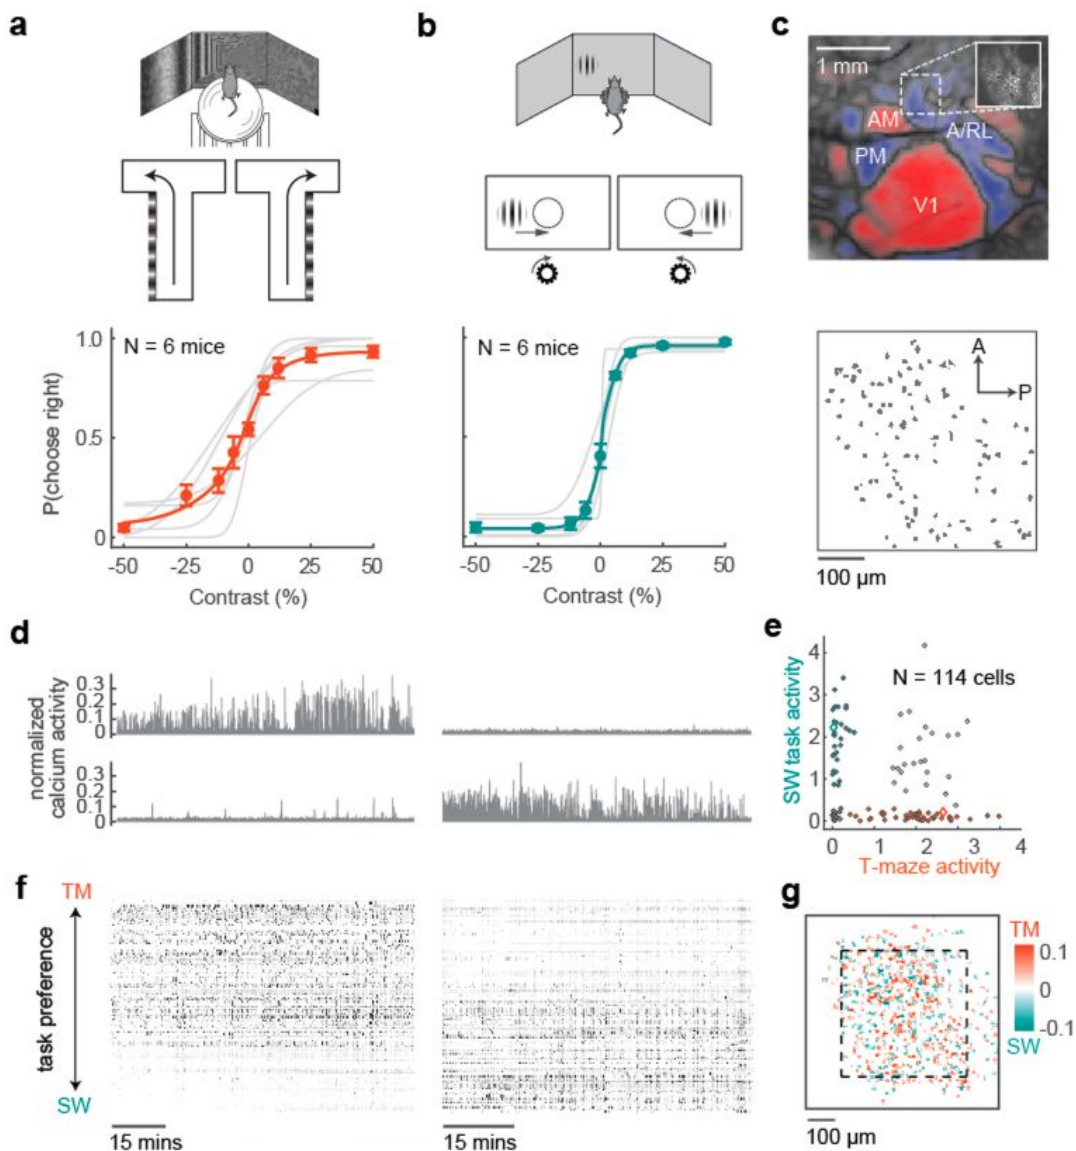 a
b
c
1 mm
AM
A/RL
PM
V1
1.0
0.5
0
P(choose right)
N = 6 mice
-50
-25
0
25
50
Contrast (%)
N = 6 mice
-50
-25
0
25
50
Contrast (%)
A
P
100 µm
d
normalized
calcium activity
0.3
0.2
0.1
0
0.3
0.2
0.1
0
e
SW task activity
4
3
2
1
0
N = 114 cells
0
1
2
3
4
T-maze activity
f
TM
task preference
SW
15 mins
15 mins
g
TM
0.1
0
-0.1
SW
100 µm